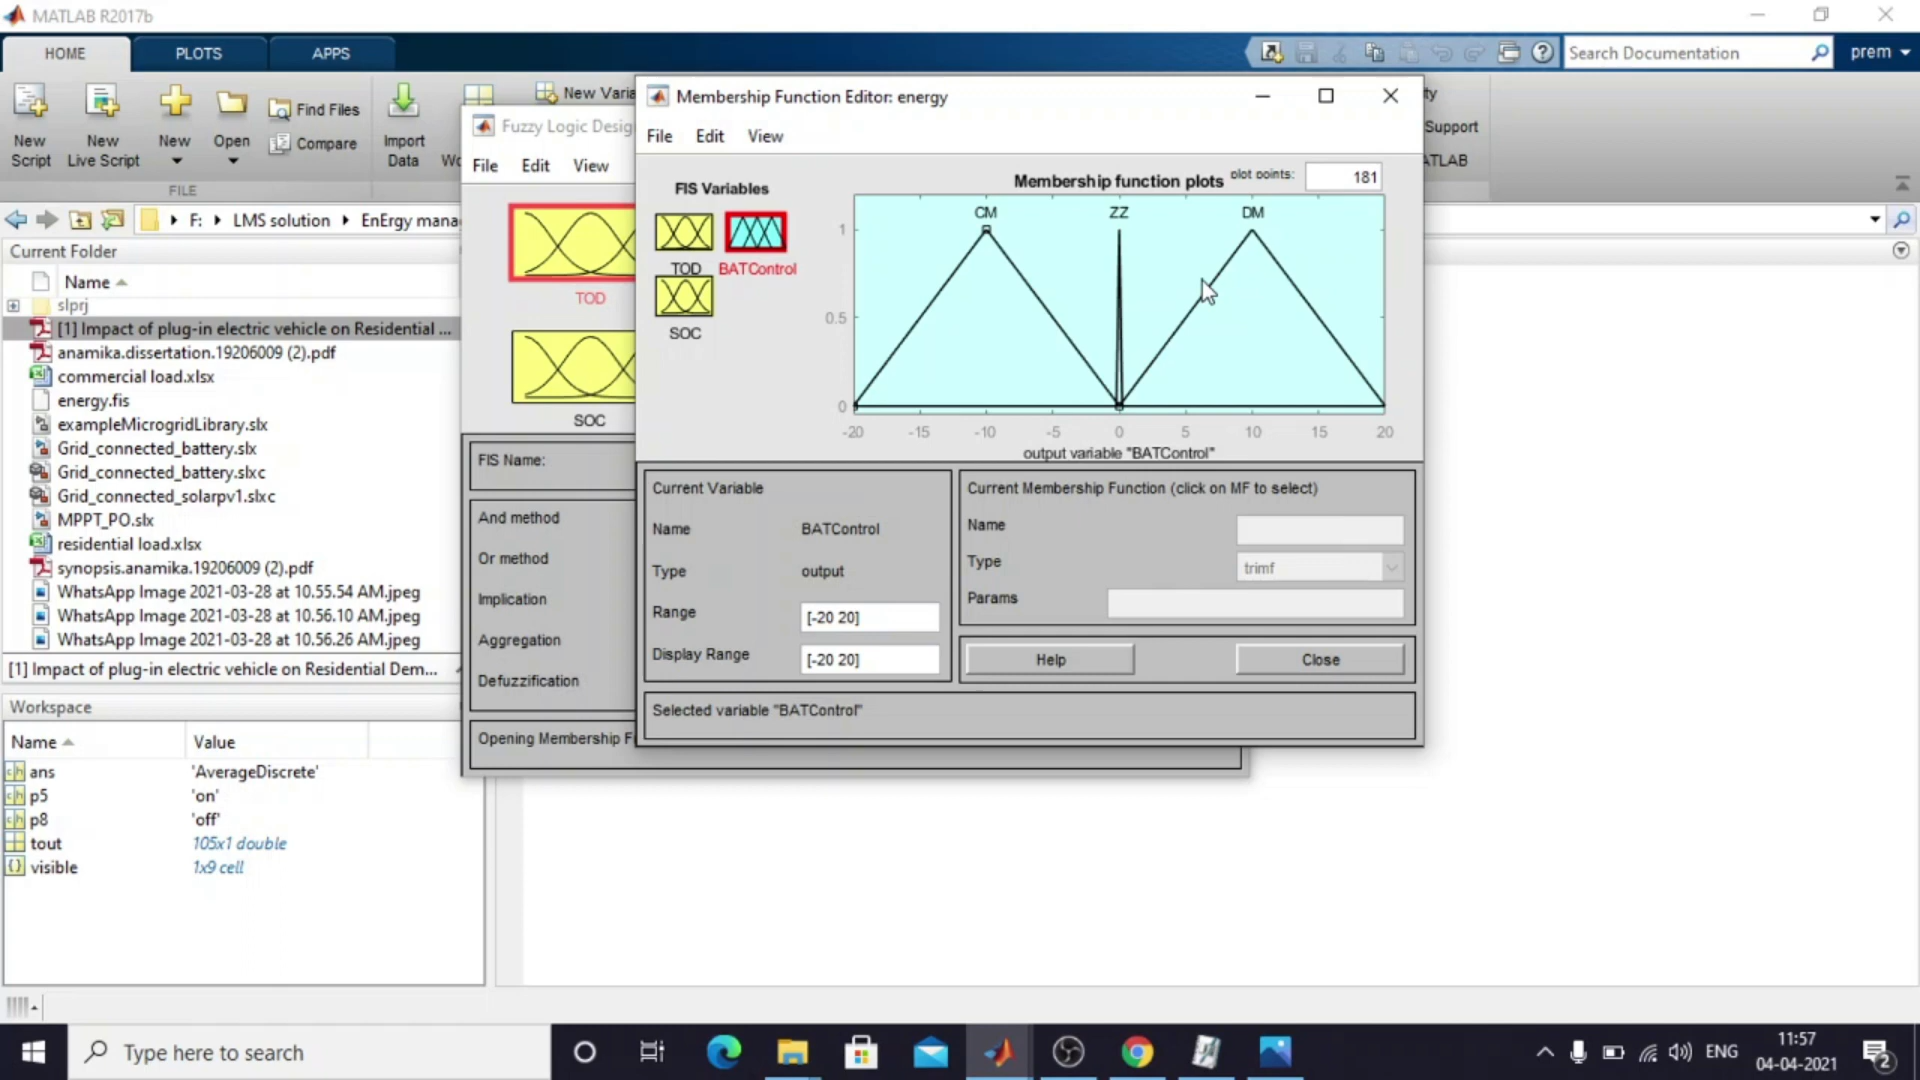 MATLAB R2017b
HOME PLOTS APPS
Search Documentation prem
New Script
New Live Script
New
Open
Find Files
Compare
Import Data
New Varia
FILE
Support
F: LMS solution EnErgy mana
Current Folder
Name
slprj
[1] Impact of plug-in electric vehicle on Residential ...
anamika.dissertation.19206009 (2).pdf
commercial load.xlsx
energy.fis
exampleMicrogridLibrary.slx
Grid_connected_battery.slx
Grid_connected_battery.slxc
Grid_connected_solarpv1.slxc
MPPT_PO.slx
residential load.xlsx
synopsis.anamika.19206009 (2).pdf
WhatsApp Image 2021-03-28 at 10.55.54 AM.jpeg
WhatsApp Image 2021-03-28 at 10.56.10 AM.jpeg
WhatsApp Image 2021-03-28 at 10.56.26 AM.jpeg
[1] Impact of plug-in electric vehicle on Residential Dem...
Workspace
Name Value
ans 'AverageDiscrete'
p5 'on'
p8 'off'
tout 105x1 double
visible 1x9 cell
Fuzzy Logic Desig
File Edit View
TOD
SOC
FIS Name:
And method
Or method
Implication
Aggregation
Defuzzification
Opening Membership F
Membership Function Editor: energy
File Edit View
FIS Variables
TOD BATControl
SOC
Membership function plots plot points: 181
CM ZZ DM
1
0.5
0
-20 -15 -10 -5 0 5 10 15 20
output variable "BATControl"
Current Variable
Name BATControl
Type output
Range [-20 20]
Display Range [-20 20]
Current Membership Function (click on MF to select)
Name
Type trimf
Params
Help Close
Selected variable "BATControl"
Type here to search
ENG
11:57
04-04-2021
2